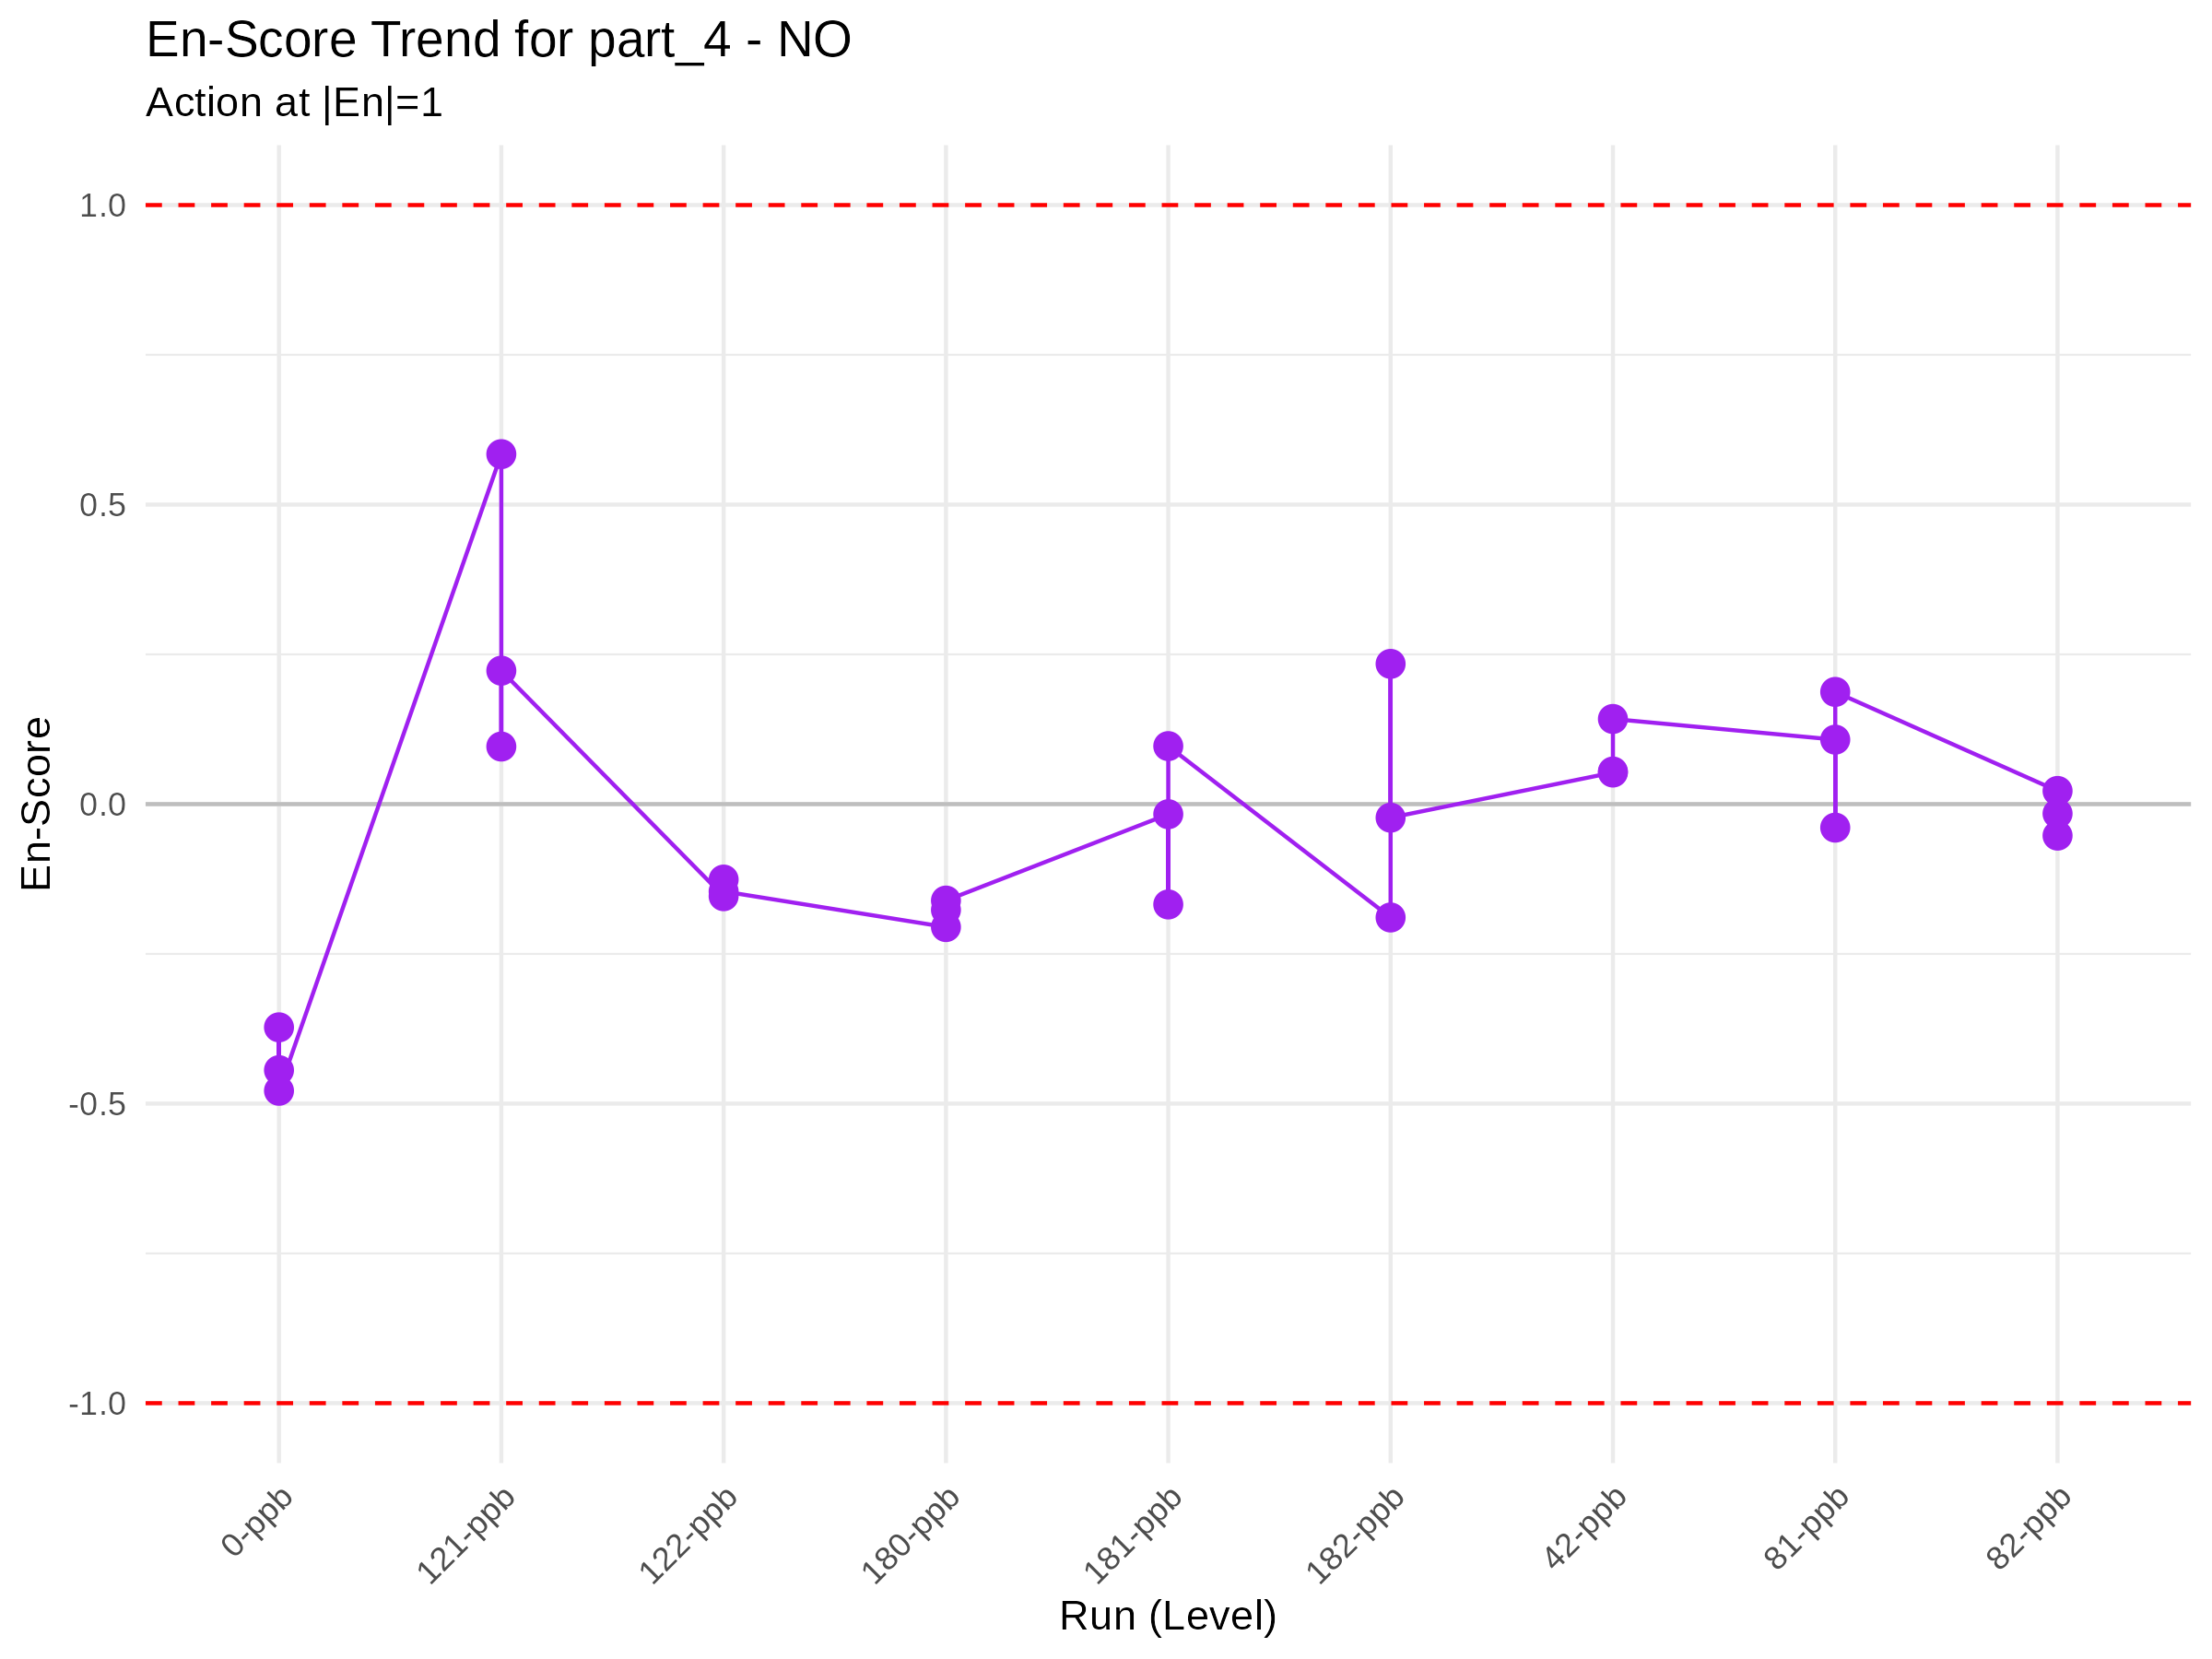 En-Score Trend for part_4 - NO
Action at |En|=1
En-Score
1.0
0.5
0.0
-0.5
-1.0
0-ppb
121-ppb
122-ppb
180-ppb
181-ppb
182-ppb
42-ppb
81-ppb
82-ppb
Run (Level)